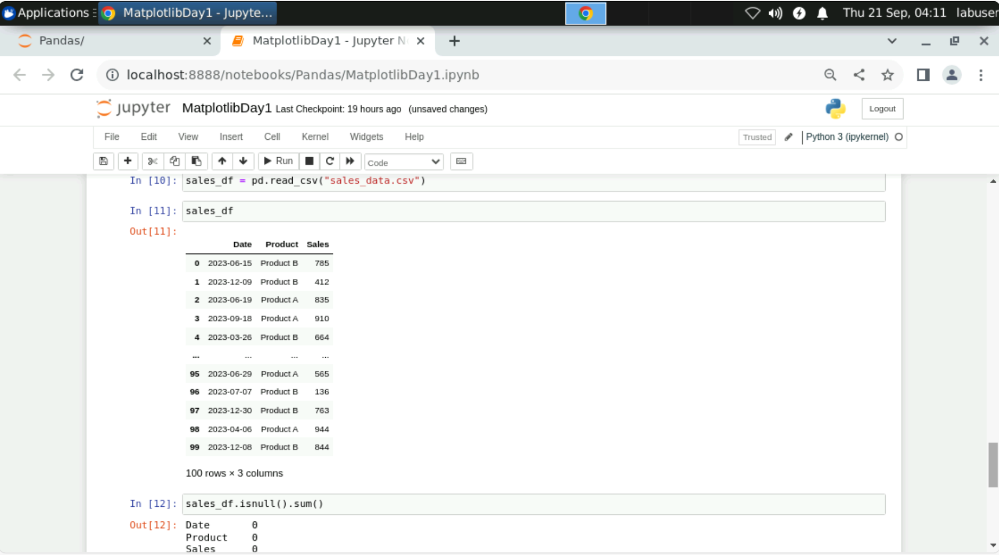 Applications MatplotlibDay1 - Jupyte... Thu 21 Sep, 04:11 labuser
Pandas/ MatplotlibDay1 - Jupyter N
localhost:8888/notebooks/Pandas/MatplotlibDay1.ipynb
jupyter MatplotlibDay1 Last Checkpoint: 19 hours ago (unsaved changes) Logout
File Edit View Insert Cell Kernel Widgets Help Trusted Python 3 (ipykernel)
Run Code
In [10]: sales_df = pd.read_csv("sales_data.csv")
In [11]: sales_df
Out[11]:
Date Product Sales
0 2023-06-15 Product B 785
1 2023-12-09 Product B 412
2 2023-06-19 Product A 835
3 2023-09-18 Product A 910
4 2023-03-26 Product B 664
... ... ... ...
95 2023-06-29 Product A 565
96 2023-07-07 Product B 136
97 2023-12-30 Product B 763
98 2023-04-06 Product A 944
99 2023-12-08 Product B 844
100 rows × 3 columns
In [12]: sales_df.isnull().sum()
Out[12]: Date 0
Product 0
Sales 0